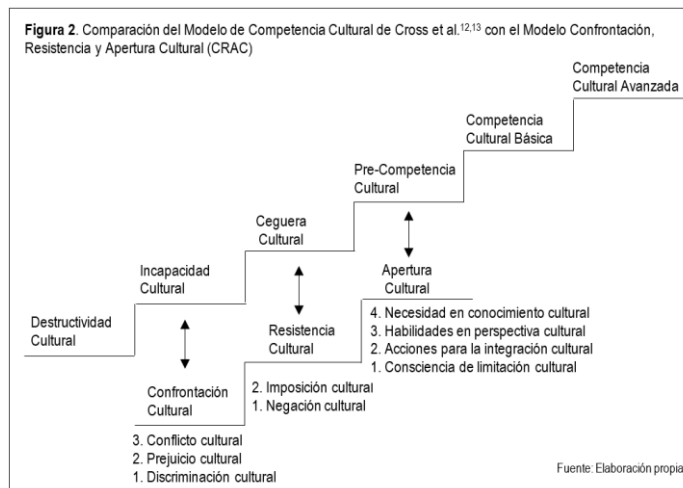 Figura 2. Comparación del Modelo de Competencia Cultural de Cross et al.12,13 con el Modelo Confrontación,
Resistencia y Apertura Cultural (CRAC)
Competencia
Cultural Avanzada
Competencia
Cultural Básica
Pre-Competencia
Cultural
Ceguera
Cultural
Incapacidad
Cultural
Destructividad
Cultural
Apertura
Cultural
4. Necesidad en conocimiento cultural
3. Habilidades en perspectiva cultural
2. Acciones para la integración cultural
1. Consciencia de limitación cultural
Resistencia
Cultural
2. Imposición cultural
1. Negación cultural
Confrontación
Cultural
3. Conflicto cultural
2. Prejuicio cultural
1. Discriminación cultural
Fuente: Elaboración propia